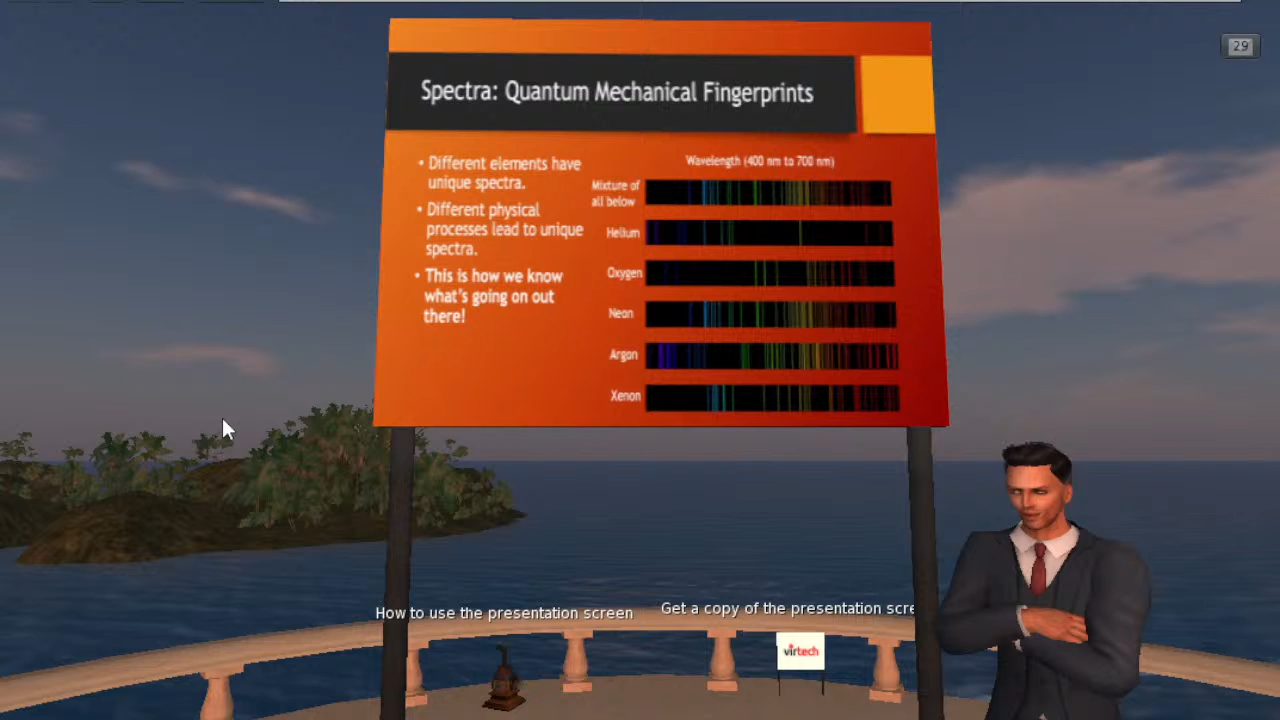 29
Spectra: Quantum Mechanical Fingerprints
• Different elements have
unique spectra.
• Different physical
processes lead to unique
spectra.
• This is how we know
what's going on out
there!
Wavelength (400 nm to 700 nm)
Mixture of
all below
Helium
Oxygen
Neon
Argon
Xenon
How to use the presentation screen
Get a copy of the presentation scre
virtech